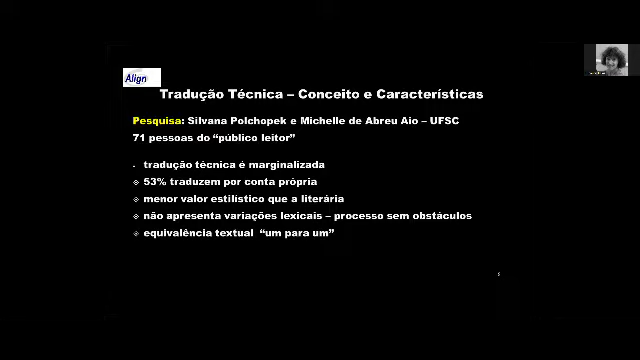 Align
Tradução Técnica – Conceito e Características
Pesquisa: Silvana Polchopek e Michelle de Abreu Aio – UFSC
71 pessoas do “público leitor”
- tradução técnica é marginalizada
❖ 53% traduzem por conta própria
❖ menor valor estilístico que a literária
❖ não apresenta variações lexicais – processo sem obstáculos
❖ equivalência textual “um para um”